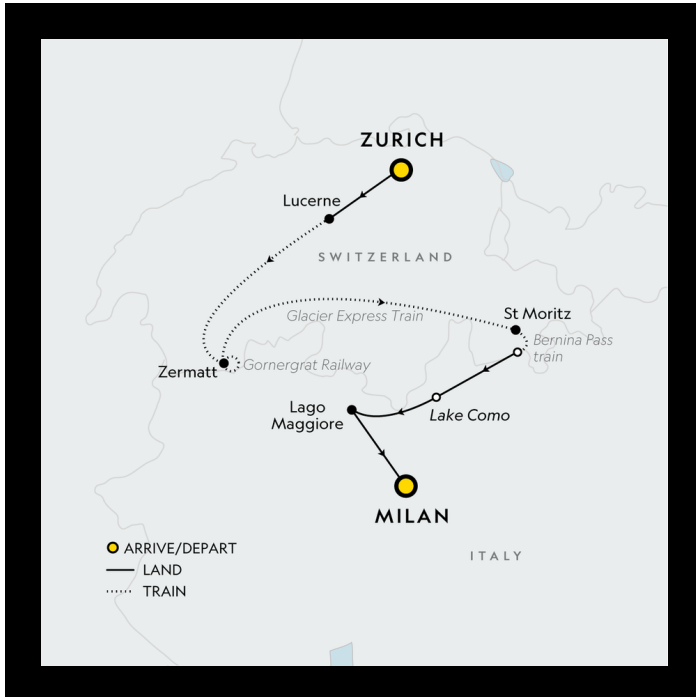 ZURICH
Lucerne
SWITZERLAND
Glacier Express Train
St Moritz
Bernina Pass
train
Zermatt
Gornergrat Railway
Lago
Maggiore
Lake Como
MILAN
ITALY
ARRIVE/DEPART
LAND
TRAIN